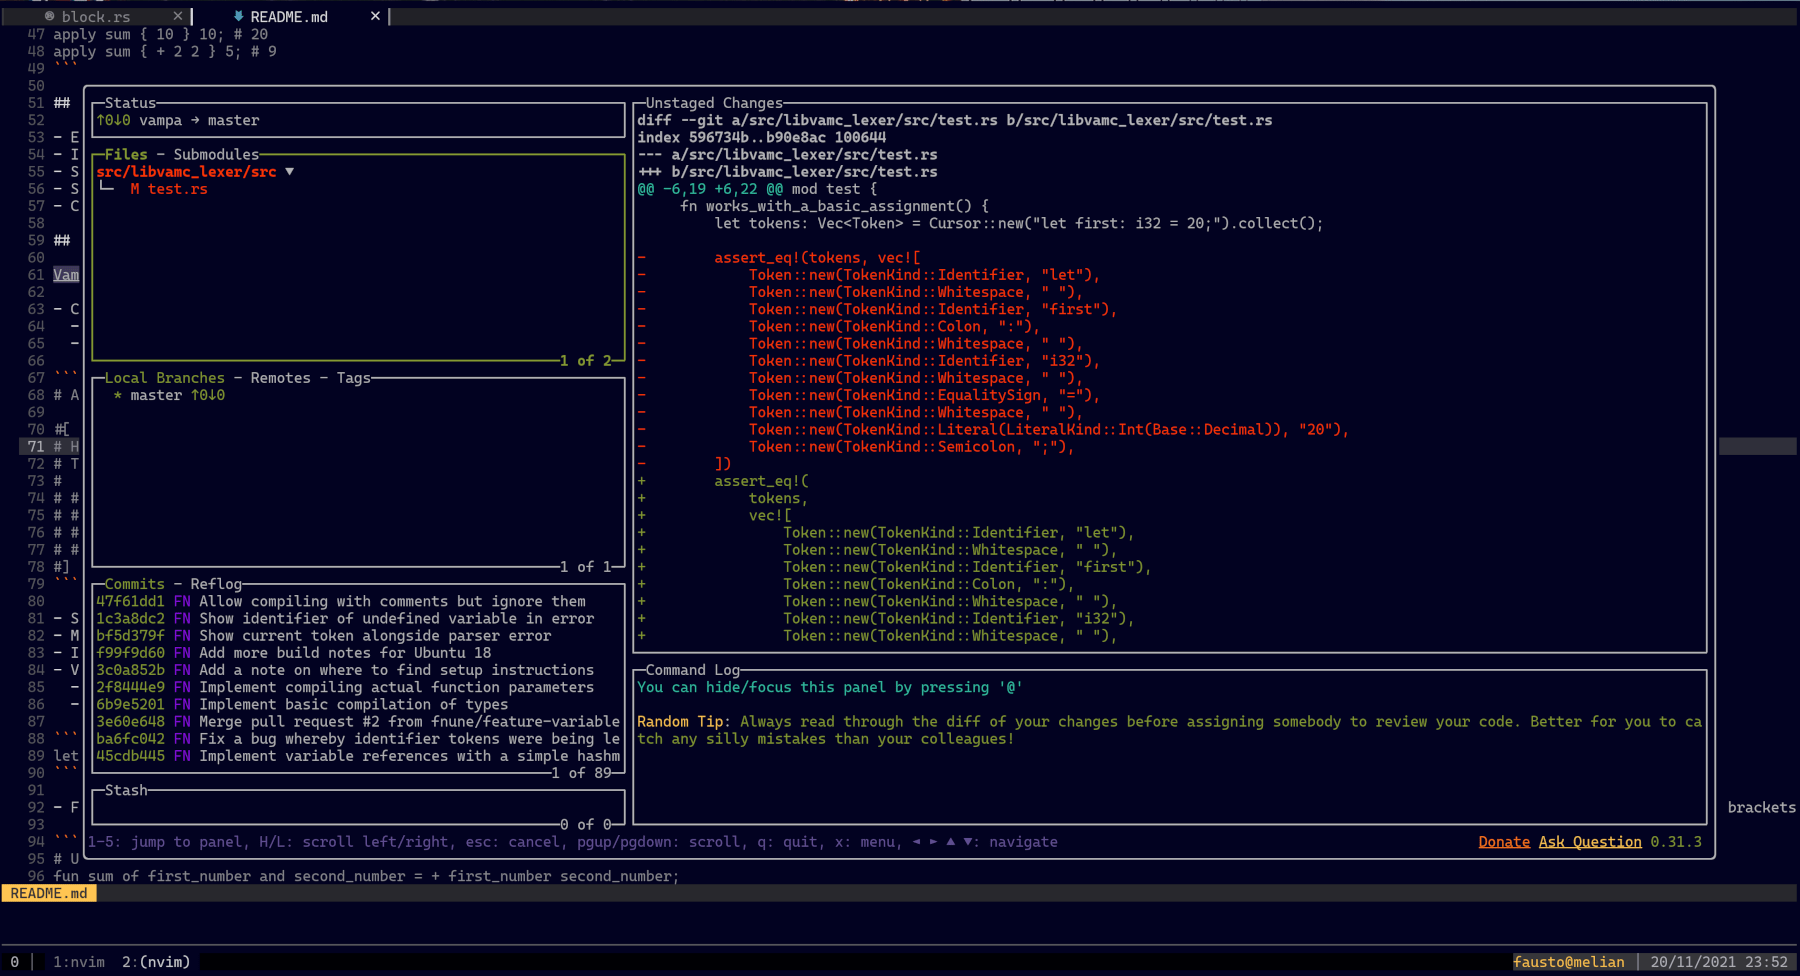 block.rs ✕ README.md ✕
47 apply sum { 10 } 10; # 20
48 apply sum { + 2 2 } 5; # 9
49 ```
50
51 ##
52
53 - E
54 - I
55 - S
56 - S
57 - C
58
59 ##
60
61 Vam
62
63 - C
64 -
65 -
66
67 ```
68 # A
69
70 #[
71 # H
72 # T
73 #
74 # #
75 # #
76 # #
77 # #
78 #]
79 ```
80
81 - S
82 - M
83 - I
84 - V
85 -
86 -
87
88 ```
89 let
90 ```
91
92 - F
93
94 ```
95 # U
96 fun sum of first_number and second_number = + first_number second_number;
Status
↑0↓0 vampa → master
Files - Submodules
src/libvamc_lexer/src ▼
└─ M test.rs
1 of 2
Local Branches - Remotes - Tags
* master ↑0↓0
1 of 1
Commits - Reflog
47f61dd1 FN Allow compiling with comments but ignore them
1c3a8dc2 FN Show identifier of undefined variable in error
bf5d379f FN Show current token alongside parser error
f99f9d60 FN Add more build notes for Ubuntu 18
3c0a852b FN Add a note on where to find setup instructions
2f8444e9 FN Implement compiling actual function parameters
6b9e5201 FN Implement basic compilation of types
3e60e648 FN Merge pull request #2 from fnune/feature-variable
ba6fc042 FN Fix a bug whereby identifier tokens were being le
45cdb445 FN Implement variable references with a simple hashm
1 of 89
Stash
0 of 0
Unstaged Changes
diff --git a/src/libvamc_lexer/src/test.rs b/src/libvamc_lexer/src/test.rs
index 596734b..b90e8ac 100644
--- a/src/libvamc_lexer/src/test.rs
+++ b/src/libvamc_lexer/src/test.rs
@@ -6,19 +6,22 @@ mod test {
fn works_with_a_basic_assignment() {
let tokens: Vec<Token> = Cursor::new("let first: i32 = 20;").collect();
- assert_eq!(tokens, vec![
- Token::new(TokenKind::Identifier, "let"),
- Token::new(TokenKind::Whitespace, " "),
- Token::new(TokenKind::Identifier, "first"),
- Token::new(TokenKind::Colon, ":"),
- Token::new(TokenKind::Whitespace, " "),
- Token::new(TokenKind::Identifier, "i32"),
- Token::new(TokenKind::Whitespace, " "),
- Token::new(TokenKind::EqualitySign, "="),
- Token::new(TokenKind::Whitespace, " "),
- Token::new(TokenKind::Literal(LiteralKind::Int(Base::Decimal)), "20"),
- Token::new(TokenKind::Semicolon, ";"),
- ])
+ assert_eq!(
+ tokens,
+ vec![
+ Token::new(TokenKind::Identifier, "let"),
+ Token::new(TokenKind::Whitespace, " "),
+ Token::new(TokenKind::Identifier, "first"),
+ Token::new(TokenKind::Colon, ":"),
+ Token::new(TokenKind::Whitespace, " "),
+ Token::new(TokenKind::Identifier, "i32"),
+ Token::new(TokenKind::Whitespace, " "),
Command Log
You can hide/focus this panel by pressing '@'
Random Tip: Always read through the diff of your changes before assigning somebody to review your code. Better for you to ca
tch any silly mistakes than your colleagues!
brackets
1-5: jump to panel, H/L: scroll left/right, esc: cancel, pgup/pgdown: scroll, q: quit, x: menu, ◄ ► ▲ ▼: navigate
Donate Ask Question 0.31.3
README.md
0 | 1:nvim 2:(nvim)
fausto@melian | 20/11/2021 23:52